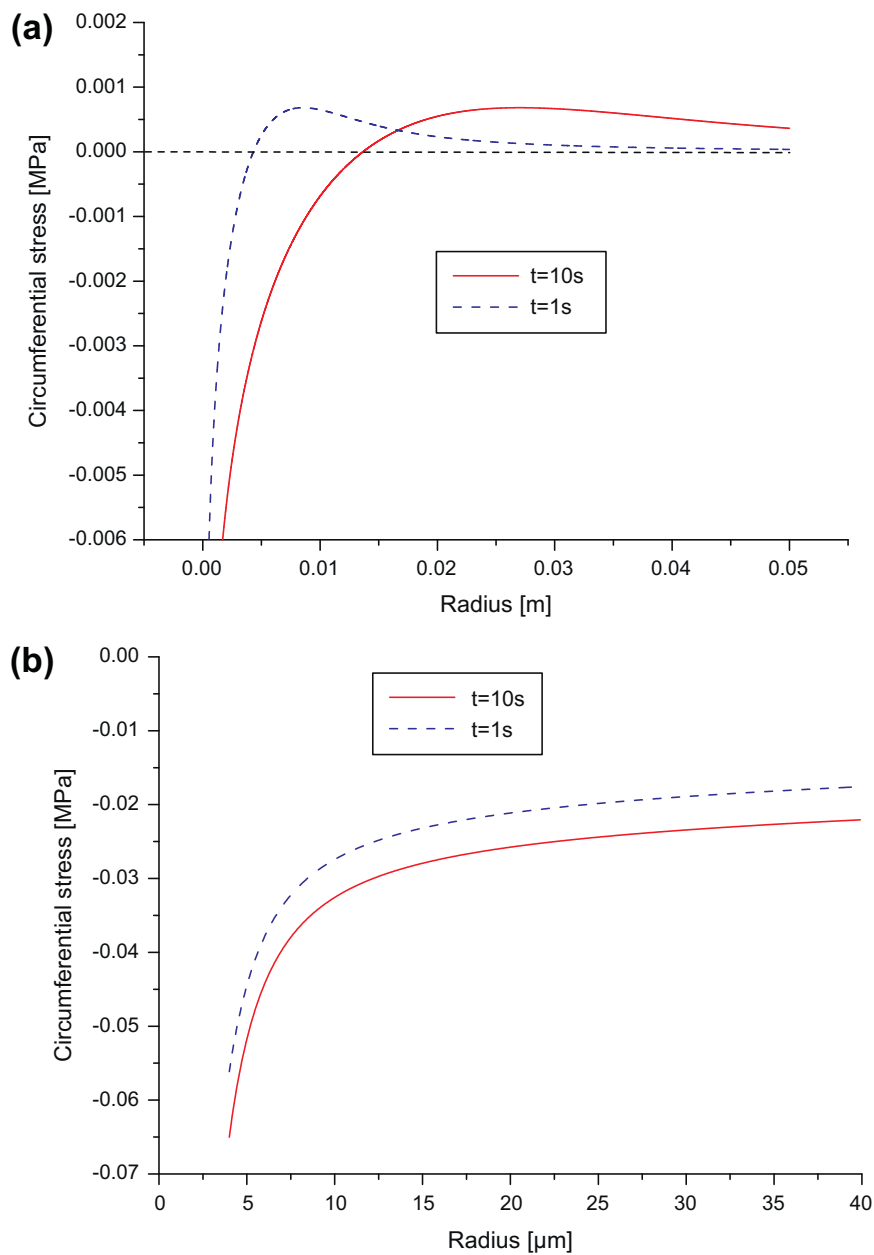 (a)
0.002
0.001
0.000
-0.001
-0.002
-0.003
-0.004
-0.005
-0.006
Circumferential stress [MPa]
t=10s
t=1s
0.00 0.01 0.02 0.03 0.04 0.05
Radius [m]
(b)
0.00
-0.01
-0.02
-0.03
-0.04
-0.05
-0.06
-0.07
Circumferential stress [MPa]
t=10s
t=1s
0 5 10 15 20 25 30 35 40
Radius [µm]